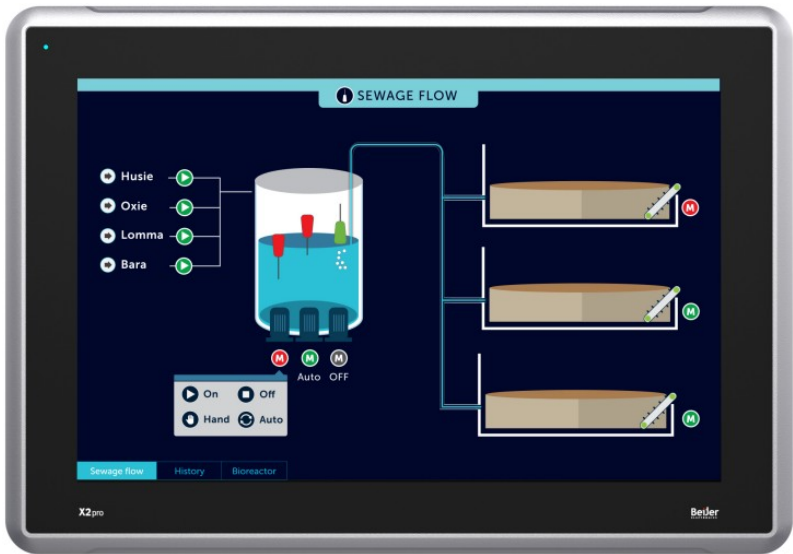 SEWAGE FLOW
Husie
Oxie
Lomma
Bara
M
M
M
M M M
Auto OFF
On Off
Hand Auto
Sewage flow History Bioreactor
X2pro
Beijer